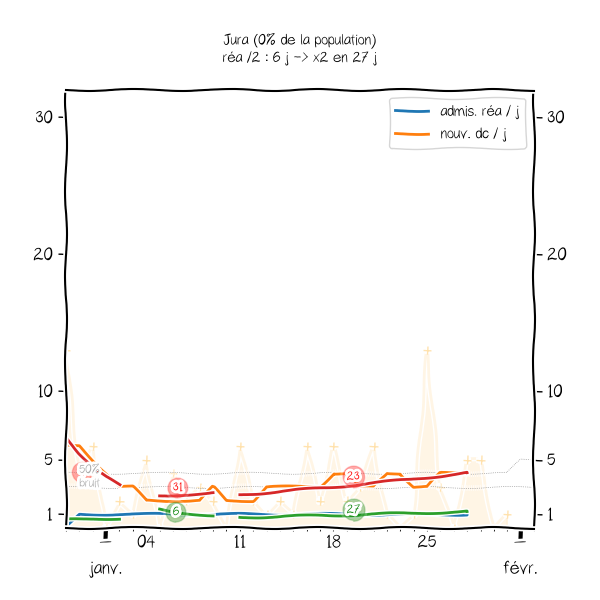 Jura (0% de la population)
réa /2 : 6 j -> x2 en 27 j
admis. réa / j
nouv. dc / j
30
30
20
20
10
10
5
5
1
1
50%
bruit
31
6
23
27
04
11
18
25
janv.
févr.